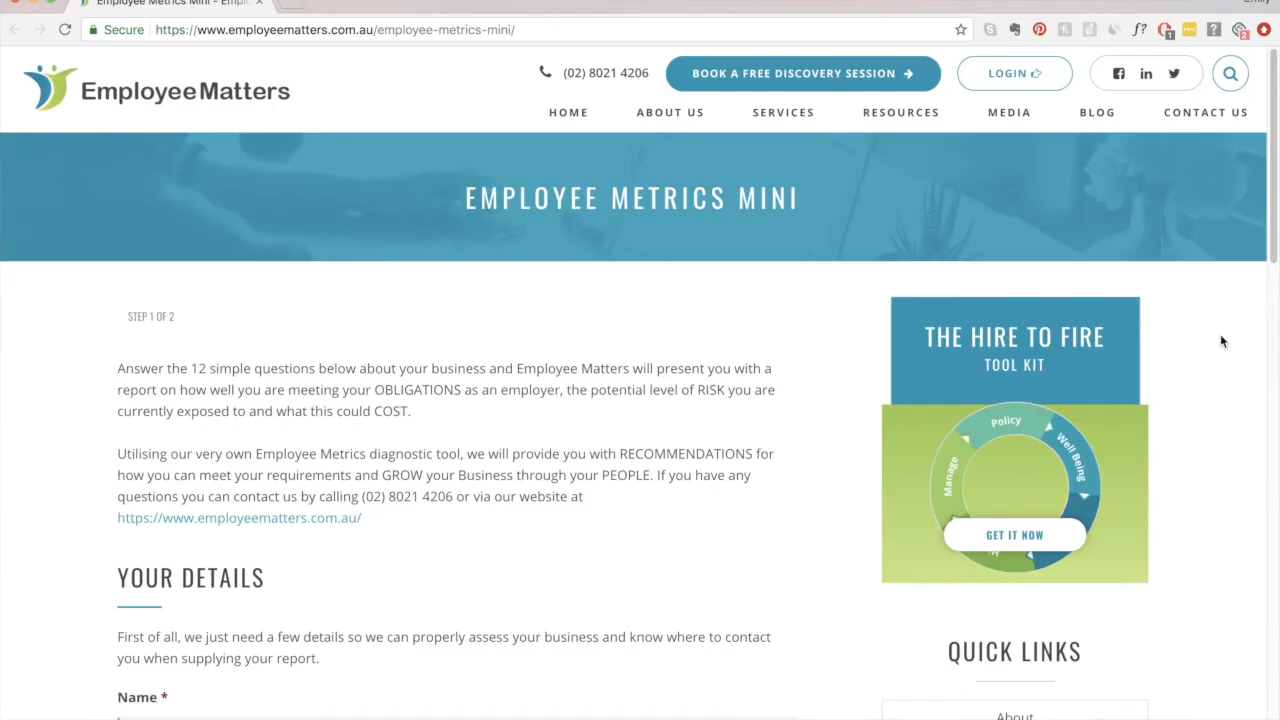 Employee Metrics Mini - Empl
Emily
Secure https://www.employeematters.com.au/employee-metrics-mini/
EmployeeMatters
(02) 8021 4206
BOOK A FREE DISCOVERY SESSION
LOGIN
HOME ABOUT US SERVICES RESOURCES MEDIA BLOG CONTACT US
EMPLOYEE METRICS MINI
STEP 1 OF 2
Answer the 12 simple questions below about your business and Employee Matters will present you with a
report on how well you are meeting your OBLIGATIONS as an employer, the potential level of RISK you are
currently exposed to and what this could COST.
Utilising our very own Employee Metrics diagnostic tool, we will provide you with RECOMMENDATIONS for
how you can meet your requirements and GROW your Business through your PEOPLE. If you have any
questions you can contact us by calling (02) 8021 4206 or via our website at
https://www.employeematters.com.au/
YOUR DETAILS
First of all, we just need a few details so we can properly assess your business and know where to contact
you when supplying your report.
Name *
THE HIRE TO FIRE
TOOL KIT
Policy
Well Being
Manage
GET IT NOW
QUICK LINKS
About